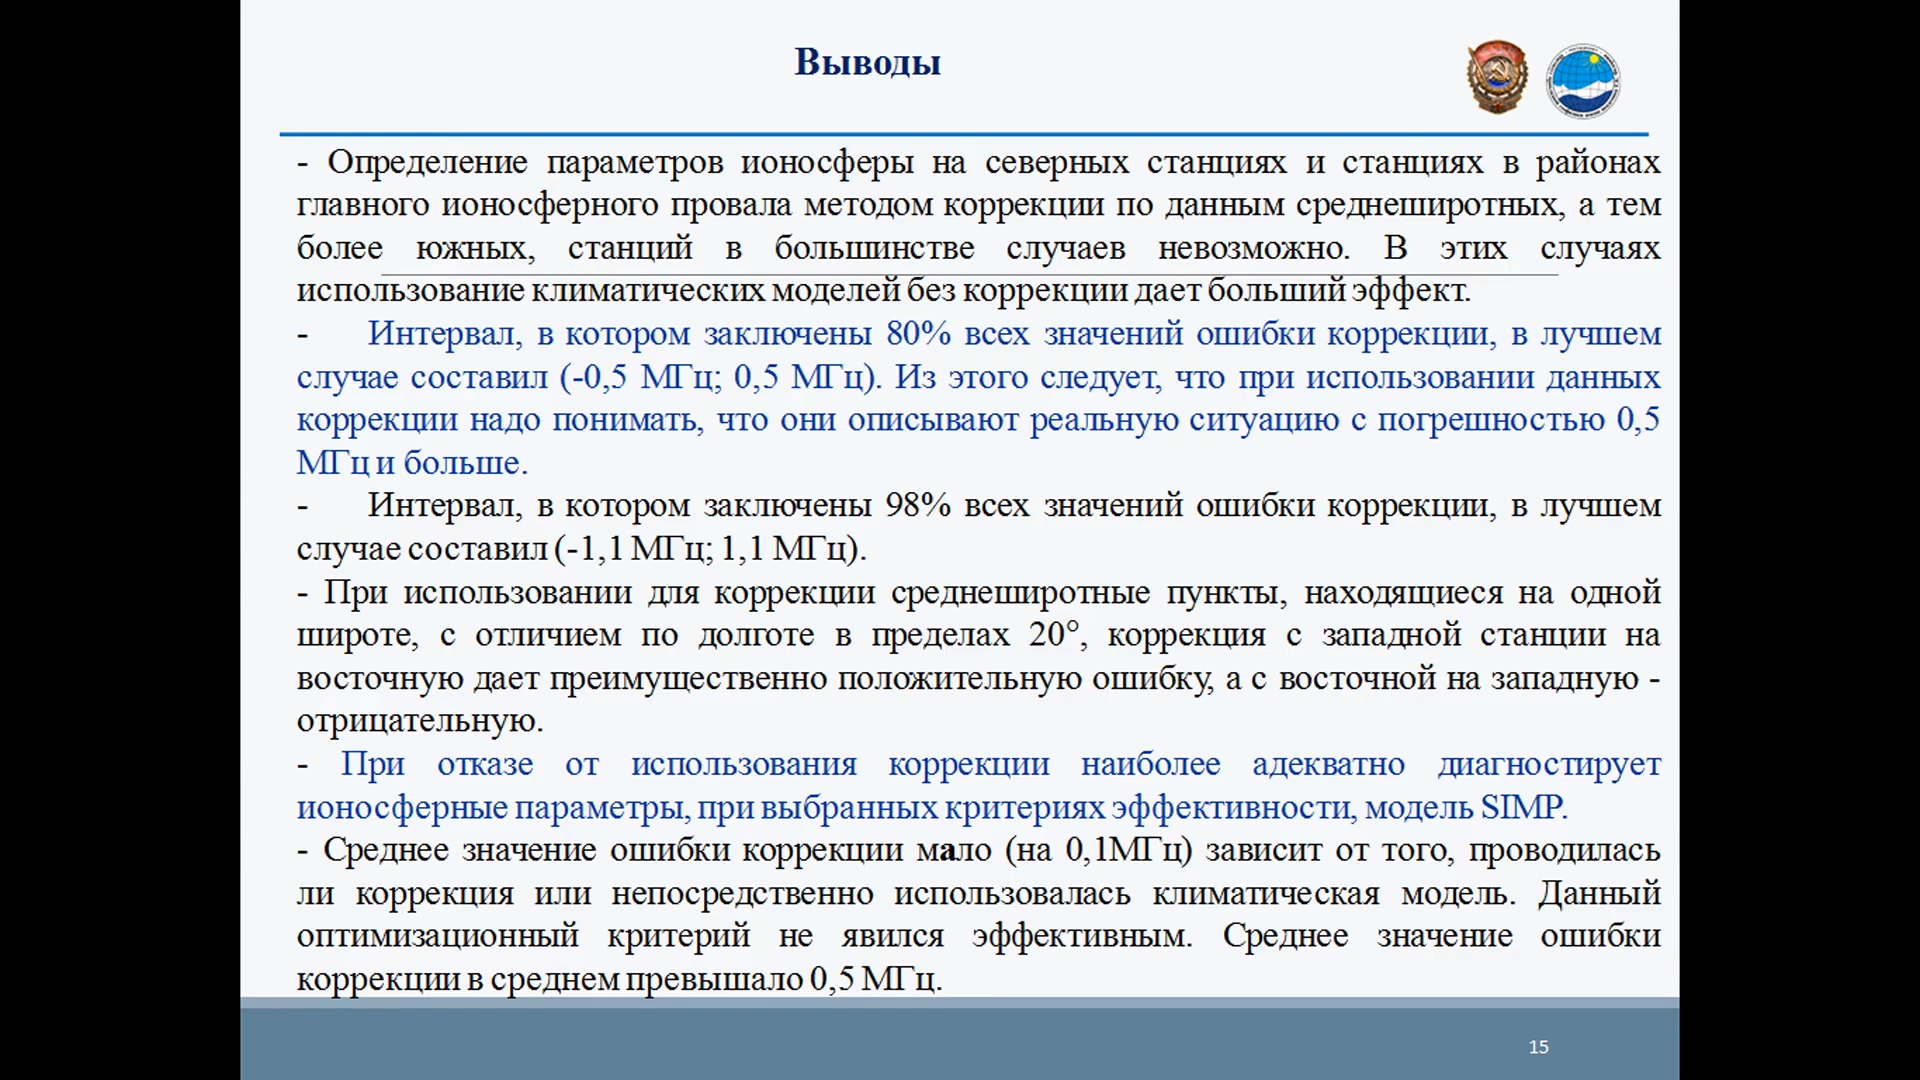 Выводы
- Определение параметров ионосферы на северных станциях и станциях в районах
главного ионосферного провала методом коррекции по данным среднеширотных, а тем
более южных, станций в большинстве случаев невозможно. В этих случаях
использование климатических моделей без коррекции дает больший эффект.
- Интервал, в котором заключены 80% всех значений ошибки коррекции, в лучшем
случае составил (-0,5 МГц; 0,5 МГц). Из этого следует, что при использовании данных
коррекции надо понимать, что они описывают реальную ситуацию с погрешностью 0,5
МГц и больше.
- Интервал, в котором заключены 98% всех значений ошибки коррекции, в лучшем
случае составил (-1,1 МГц; 1,1 МГц).
- При использовании для коррекции среднеширотные пункты, находящиеся на одной
широте, с отличием по долготе в пределах 20°, коррекция с западной станции на
восточную дает преимущественно положительную ошибку, а с восточной на западную -
отрицательную.
- При отказе от использования коррекции наиболее адекватно диагностирует
ионосферные параметры, при выбранных критериях эффективности, модель SIMP.
- Среднее значение ошибки коррекции мало (на 0,1МГц) зависит от того, проводилась
ли коррекция или непосредственно использовалась климатическая модель. Данный
оптимизационный критерий не явился эффективным. Среднее значение ошибки
коррекции в среднем превышало 0,5 МГц.
15